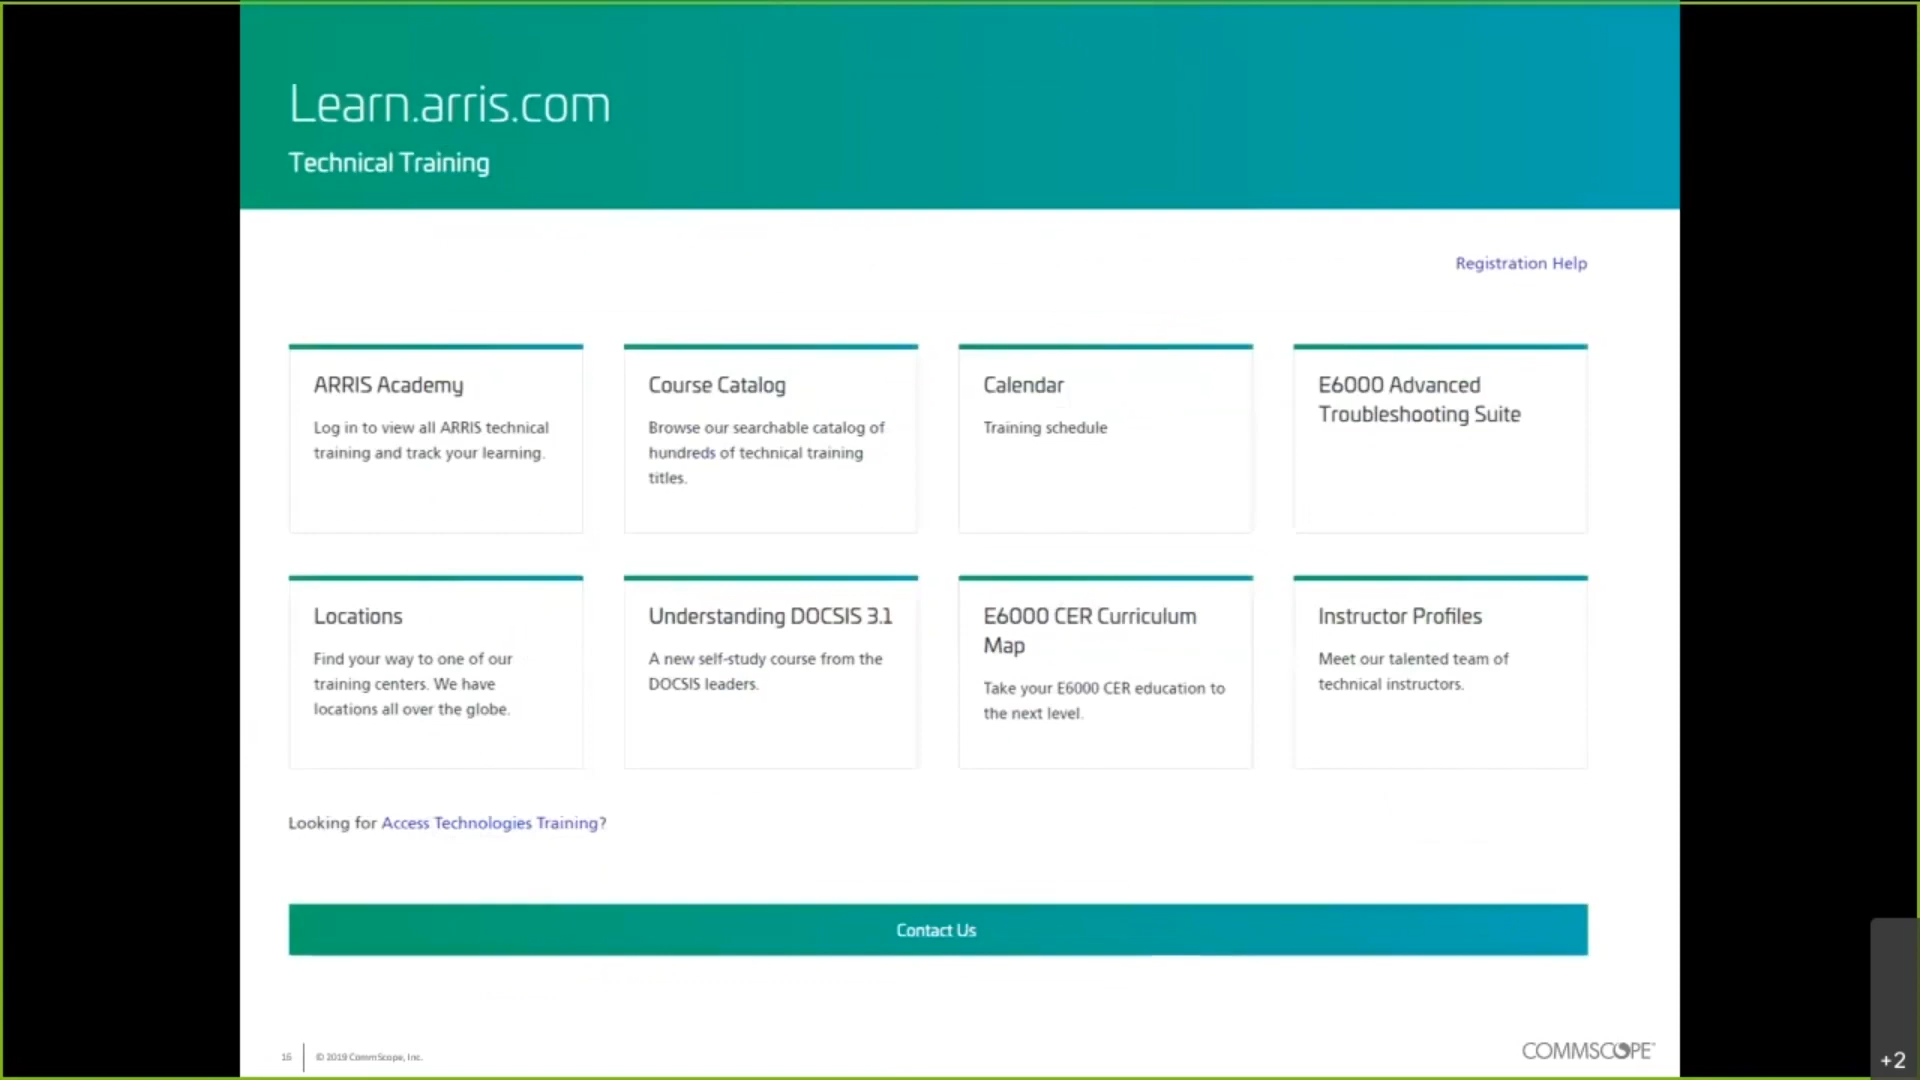 Learn.arris.com
Technical Training
Registration Help
ARRIS Academy
Log in to view all ARRIS technical
training and track your learning.
Course Catalog
Browse our searchable catalog of
hundreds of technical training
titles.
Calendar
Training schedule
E6000 Advanced
Troubleshooting Suite
Locations
Find your way to one of our
training centers. We have
locations all over the globe.
Understanding DOCSIS 3.1
A new self-study course from the
DOCSIS leaders.
E6000 CER Curriculum
Map
Take your E6000 CER education to
the next level.
Instructor Profiles
Meet our talented team of
technical instructors.
Looking for Access Technologies Training?
Contact Us
16
© 2019 CommScope, Inc.
COMMSCOPE
+2